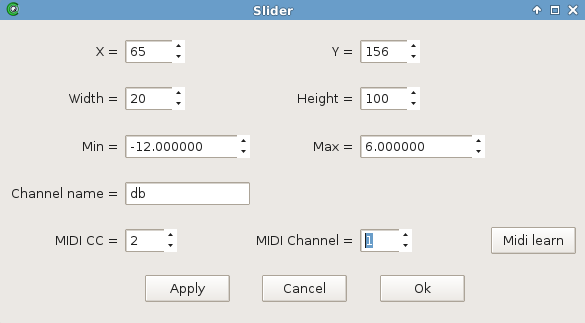 Slider
X = 65 Y = 156
Width = 20 Height = 100
Min = -12.000000 Max = 6.000000
Channel name = db
MIDI CC = 2 MIDI Channel = 1 Midi learn
Apply Cancel Ok